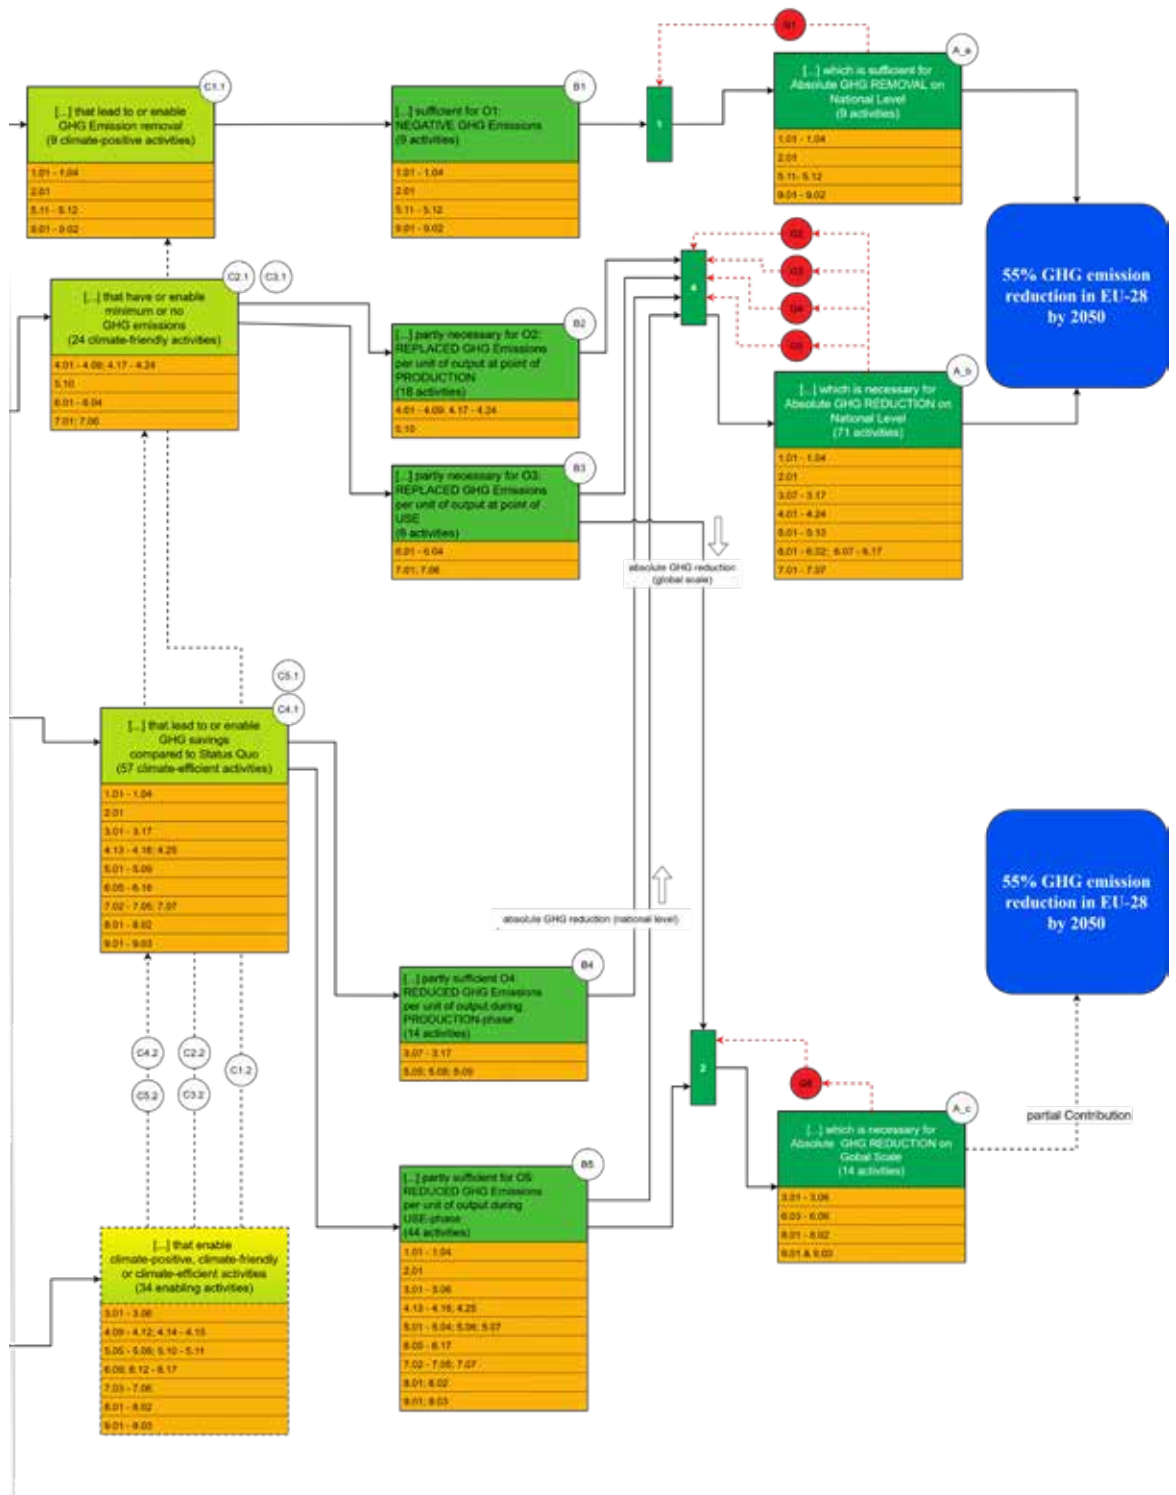 G1
C1.1
[...] that lead to or enable
GHG Emission removal
(9 climate-positive activities)
1.01 - 1.04
2.01
5.11 - 5.12
9.01 - 9.02
B1
[...] sufficient for O1:
NEGATIVE GHG Emissions
(9 activities)
1.01 - 1.04
2.01
5.11 - 5.12
9.01 - 9.02
1
A_a
[...] which is sufficient for
Absolute GHG REMOVAL on
National Level
(9 activities)
1.01 - 1.04
2.01
5.11- 5.12
9.01 - 9.02
55% GHG emission
reduction in EU-28
by 2050
C2.1
C3.1
[...] that have or enable
minimum or no
GHG emissions
(24 climate-friendly activities)
4.01 - 4.09; 4.17 - 4.24
5.10
6.01 - 6.04
7.01; 7.06
B2
[...] partly necessary for O2:
REPLACED GHG Emissions
per unit of output at point of
PRODUCTION
(18 activities)
4.01 - 4.09; 4.17 - 4.24
5.10
B3
[...] partly necessary for O3:
REPLACED GHG Emissions
per unit of output at point of
USE
(6 activities)
6.01 - 6.04
7.01; 7.06
4
G2
G3
G4
G5
A_b
[...] which is necessary for
Absolute GHG REDUCTION on
National Level
(71 activities)
1.01 - 1.04
2.01
3.07 - 3.17
4.01 - 4.24
5.01 - 5.10
6.01 - 6.02; 6.07 - 6.17
7.01 - 7.07
absolute GHG reduction
(global scale)
C5.1
C4.1
[...] that lead to or enable
GHG savings
compared to Status Quo
(57 climate-efficient activities)
1.01 - 1.04
2.01
3.01 - 3.17
4.13 - 4.16; 4.25
5.01 - 5.09
6.05 - 6.16
7.02 - 7.05; 7.07
8.01 - 8.02
9.01 - 9.03
absolute GHG reduction (national level)
55% GHG emission
reduction in EU-28
by 2050
B4
[...] partly sufficient O4
REDUCED GHG Emissions
per unit of output during
PRODUCTION-phase
(14 activities)
3.07 - 3.17
5.05; 5.08; 5.09
C4.2
C2.2
C1.2
C5.2
C3.2
2
G6
A_c
[...] which is necessary for
Absolute GHG REDUCTION on
Gobal Scale
(14 activities)
3.01 - 3.06
6.03 - 6.06
8.01 - 8.02
9.01 & 9.03
partial Contribution
B5
[...] partly sufficient for O5:
REDUCED GHG Emissions
per unit of output during
USE-phase
(44 activities)
1.01 - 1.04
2.01
3.01 - 3.06
4.13 - 4.16; 4.25
5.01 - 5.04; 5.06; 5.07
6.05 - 6.17
7.02 - 7.05; 7.07
8.01; 8.02
9.01; 9.03
[...] that enable
climate-positive, climate-friendly
or climate-efficient activities
(34 enabling activities)
3.01 - 3.06
4.09 - 4.12; 4.14 - 4.15
5.05 - 5.08; 5.10 - 5.11
6.09; 6.12 - 6.17
7.03 - 7.06
8.01 - 8.02
9.01 - 9.03